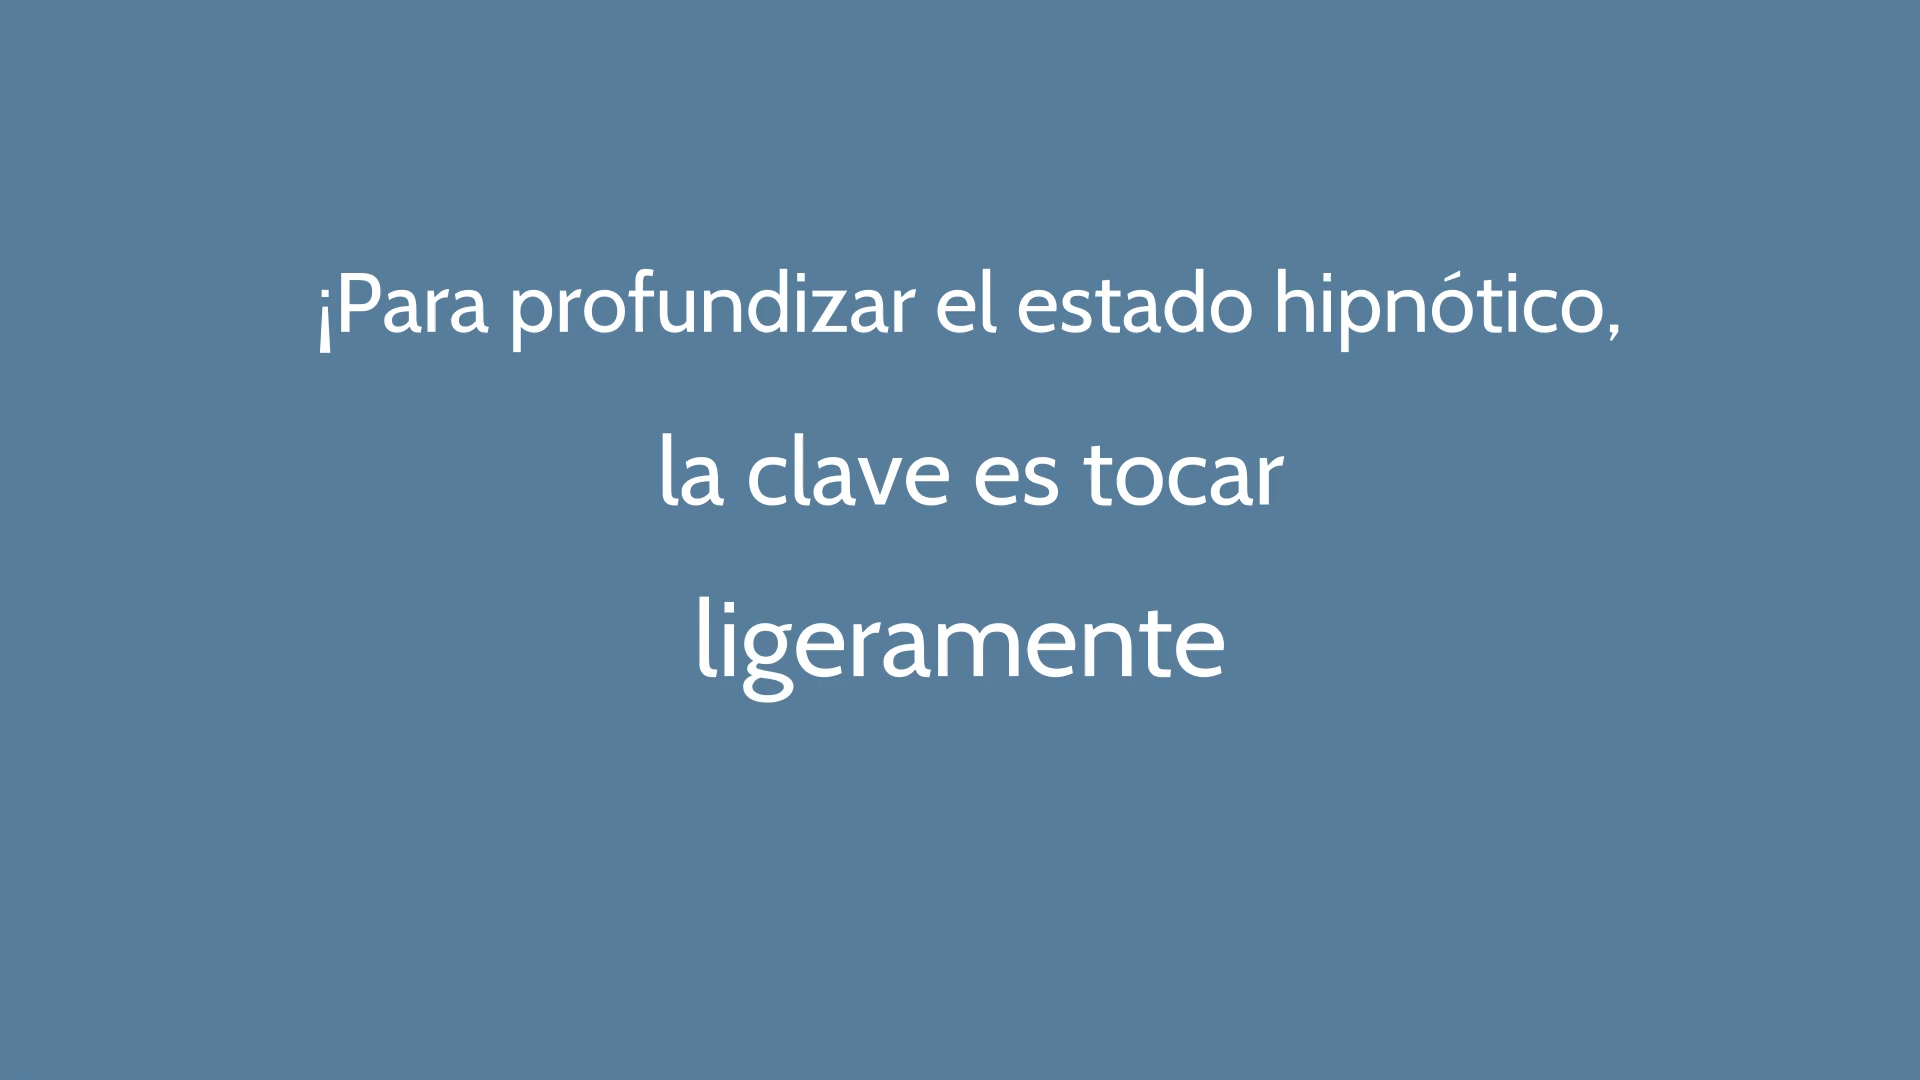 ¡Para profundizar el estado hipnótico,
la clave es tocar
ligeramente